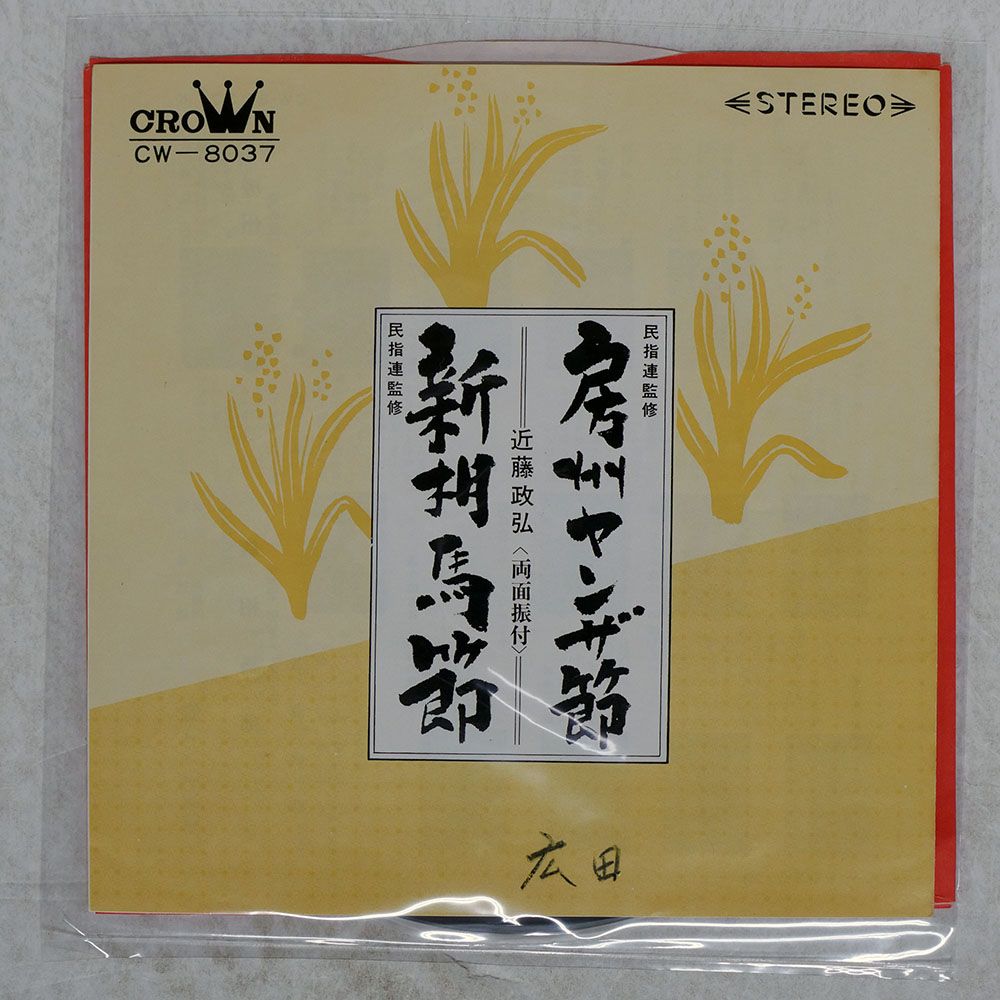 CROWN
CW—8037
STEREO
民指連監修
房州ヤンザ節
近藤政弘〈両面振付〉
民指連監修
新相馬節
広田